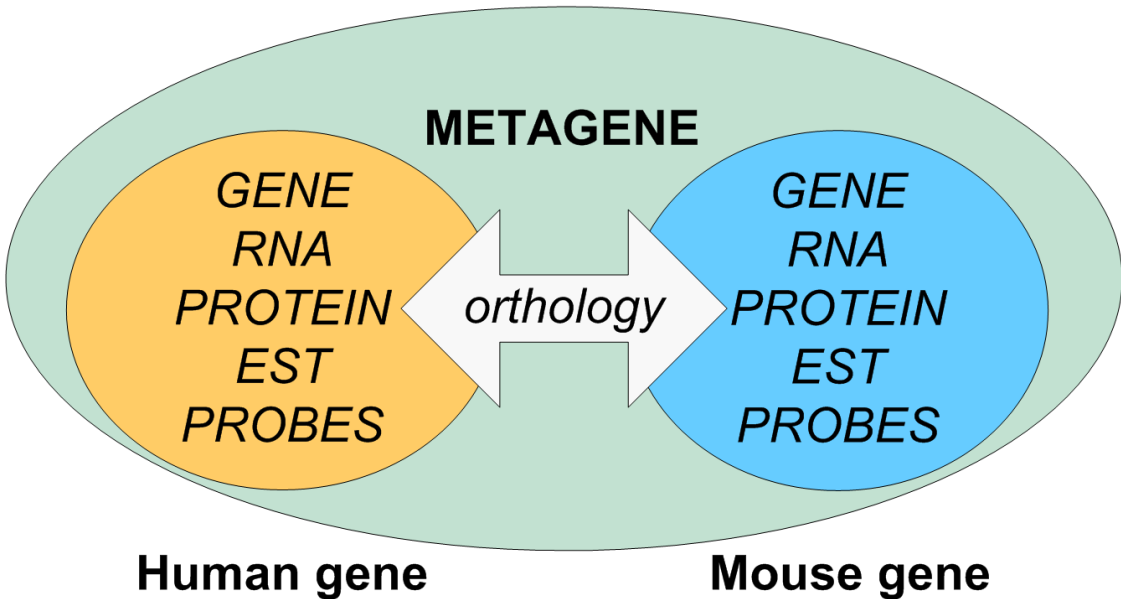 METAGENE
GENE
RNA
PROTEIN
EST
PROBES
orthology
GENE
RNA
PROTEIN
EST
PROBES
Human gene
Mouse gene